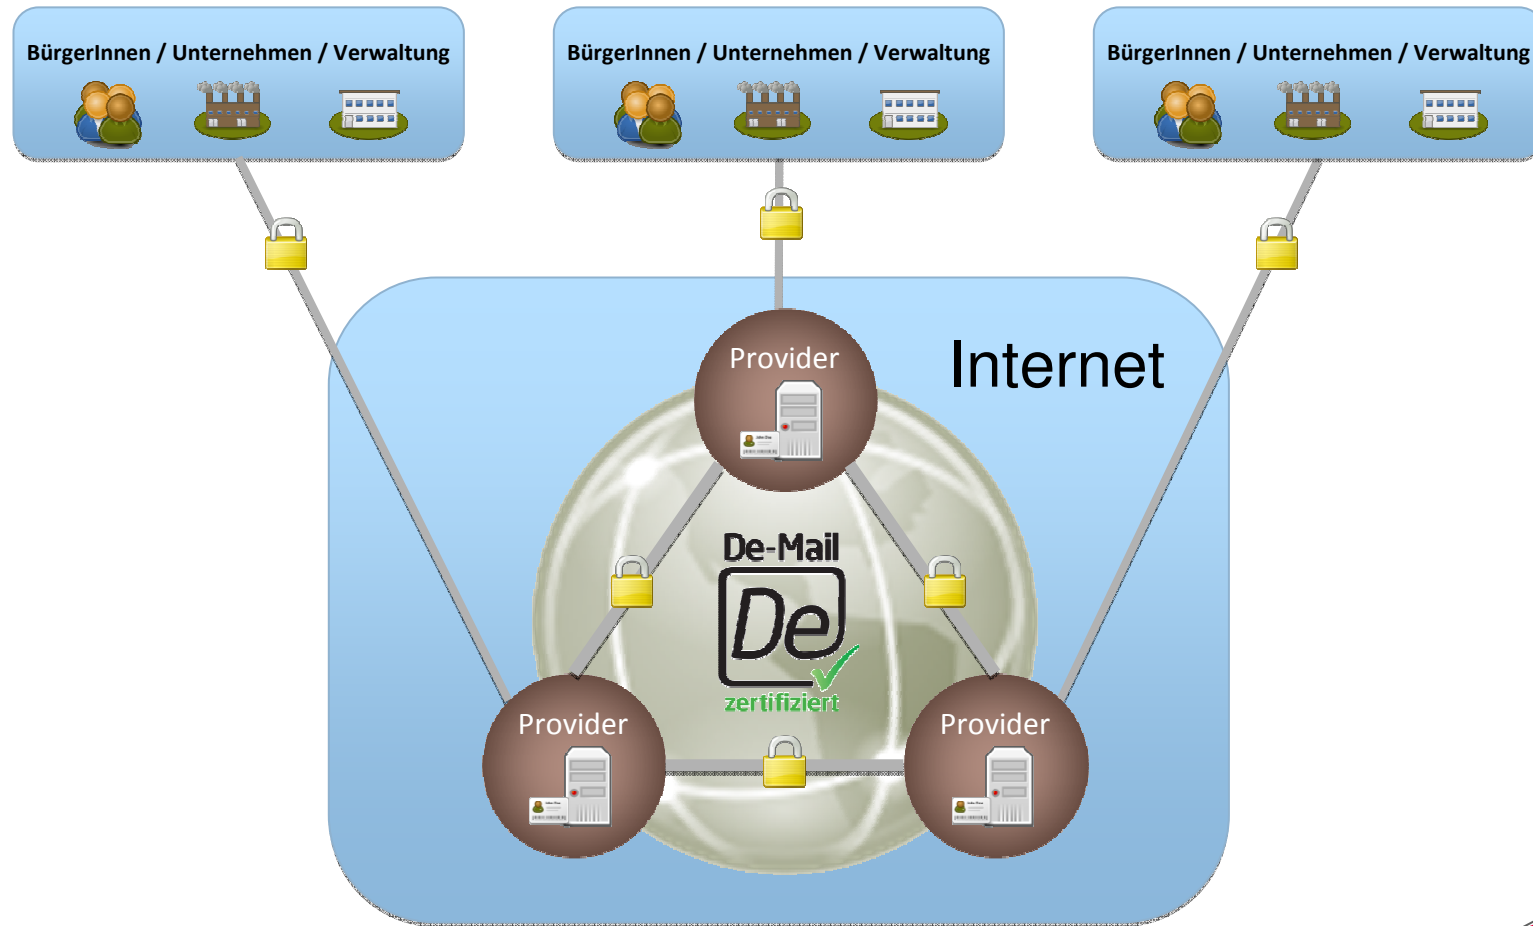 BürgerInnen / Unternehmen / Verwaltung
BürgerInnen / Unternehmen / Verwaltung
BürgerInnen / Unternehmen / Verwaltung
Internet
Provider
De-Mail
De
zertifiziert
Provider
Provider